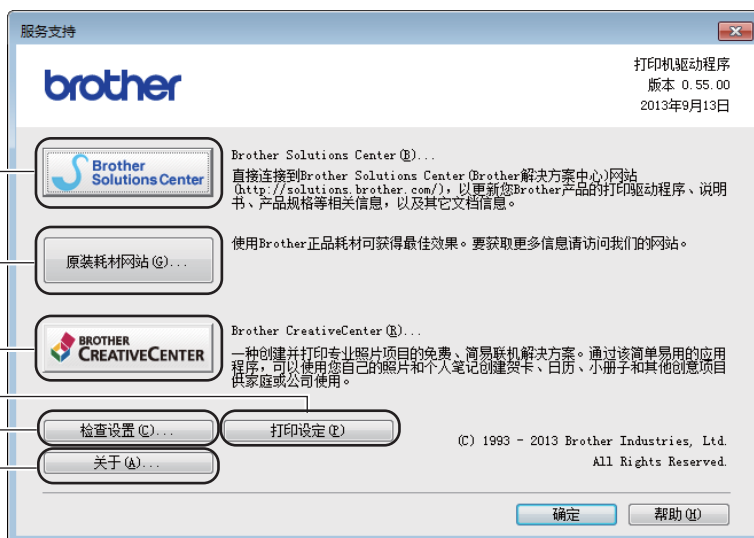 服务支持
brother
打印机驱动程序
版本 0.55.00
2013年9月13日
Brother
Solutions Center
Brother Solutions Center(B)...
直接连接到Brother Solutions Center(Brother解决方案中心)网站
(http://solutions.brother.com/)，以更新您Brother产品的打印驱动程序、说明
书、产品规格等相关信息，以及其它文档信息。
原装耗材网站(G)...
使用Brother正品耗材可获得最佳效果。要获取更多信息请访问我们的网站。
BROTHER
CREATIVECENTER
Brother CreativeCenter(R)...
一种创建并打印专业照片项目的免费、简易联机解决方案。通过该简单易用的应用
程序，可以使用您自己的照片和个人笔记创建贺卡、日历、小册子和其他创意项目
供家庭或公司使用。
检查设置(C)...
打印设定(P)
关于(A)...
(C) 1993 - 2013 Brother Industries, Ltd.
All Rights Reserved.
确定
帮助(H)